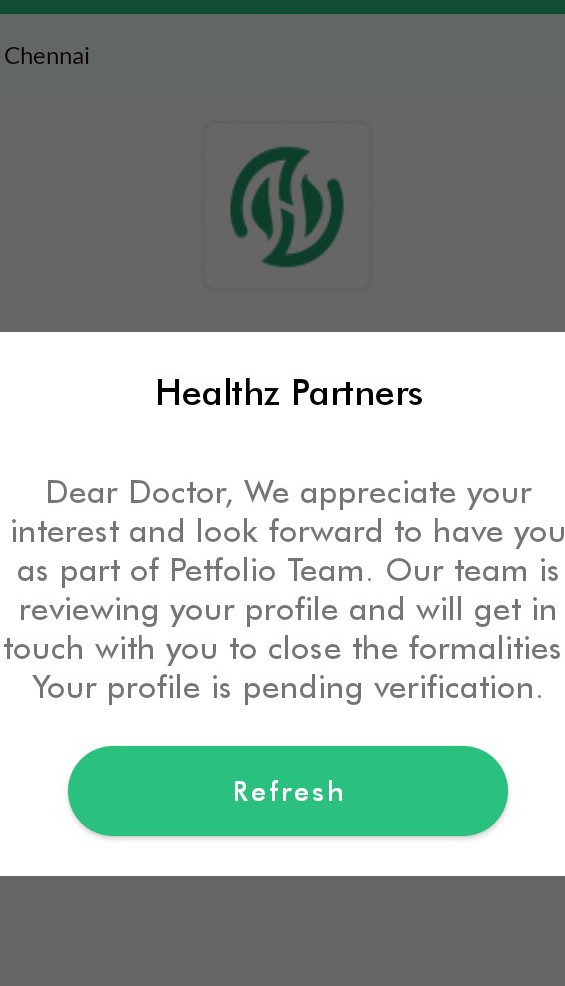 Chennai
Healthz Partners
Dear Doctor, We appreciate your
interest and look forward to have you
as part of Petfolio Team. Our team is
reviewing your profile and will get in
touch with you to close the formalities
Your profile is pending verification.
Refresh